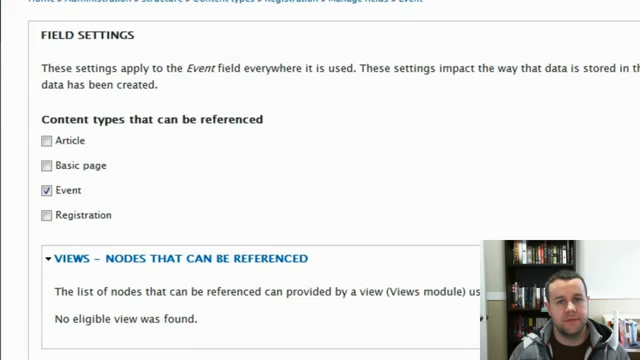 Home » Administration » Structure » Content types » Registration » Manage fields » Event
FIELD SETTINGS
These settings apply to the Event field everywhere it is used. These settings impact the way that data is stored in th
data has been created.
Content types that can be referenced
Article
Basic page
Event
Registration
VIEWS – NODES THAT CAN BE REFERENCED
The list of nodes that can be referenced can provided by a view (Views module) us
No eligible view was found.